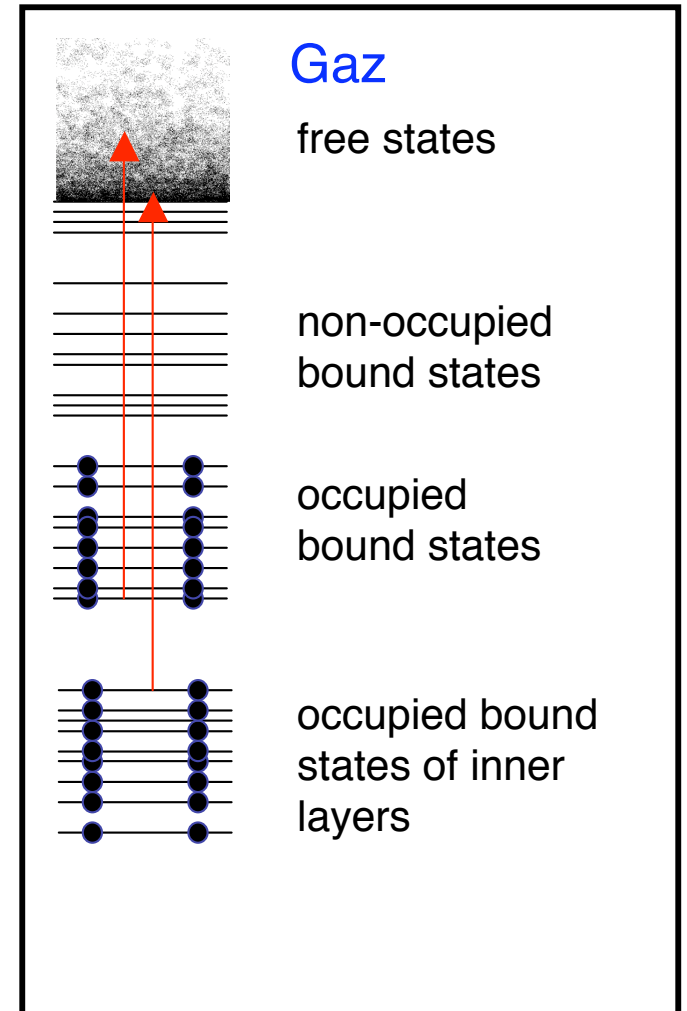 Gaz
free states
non-occupied
bound states
occupied
bound states
occupied bound
states of inner
layers